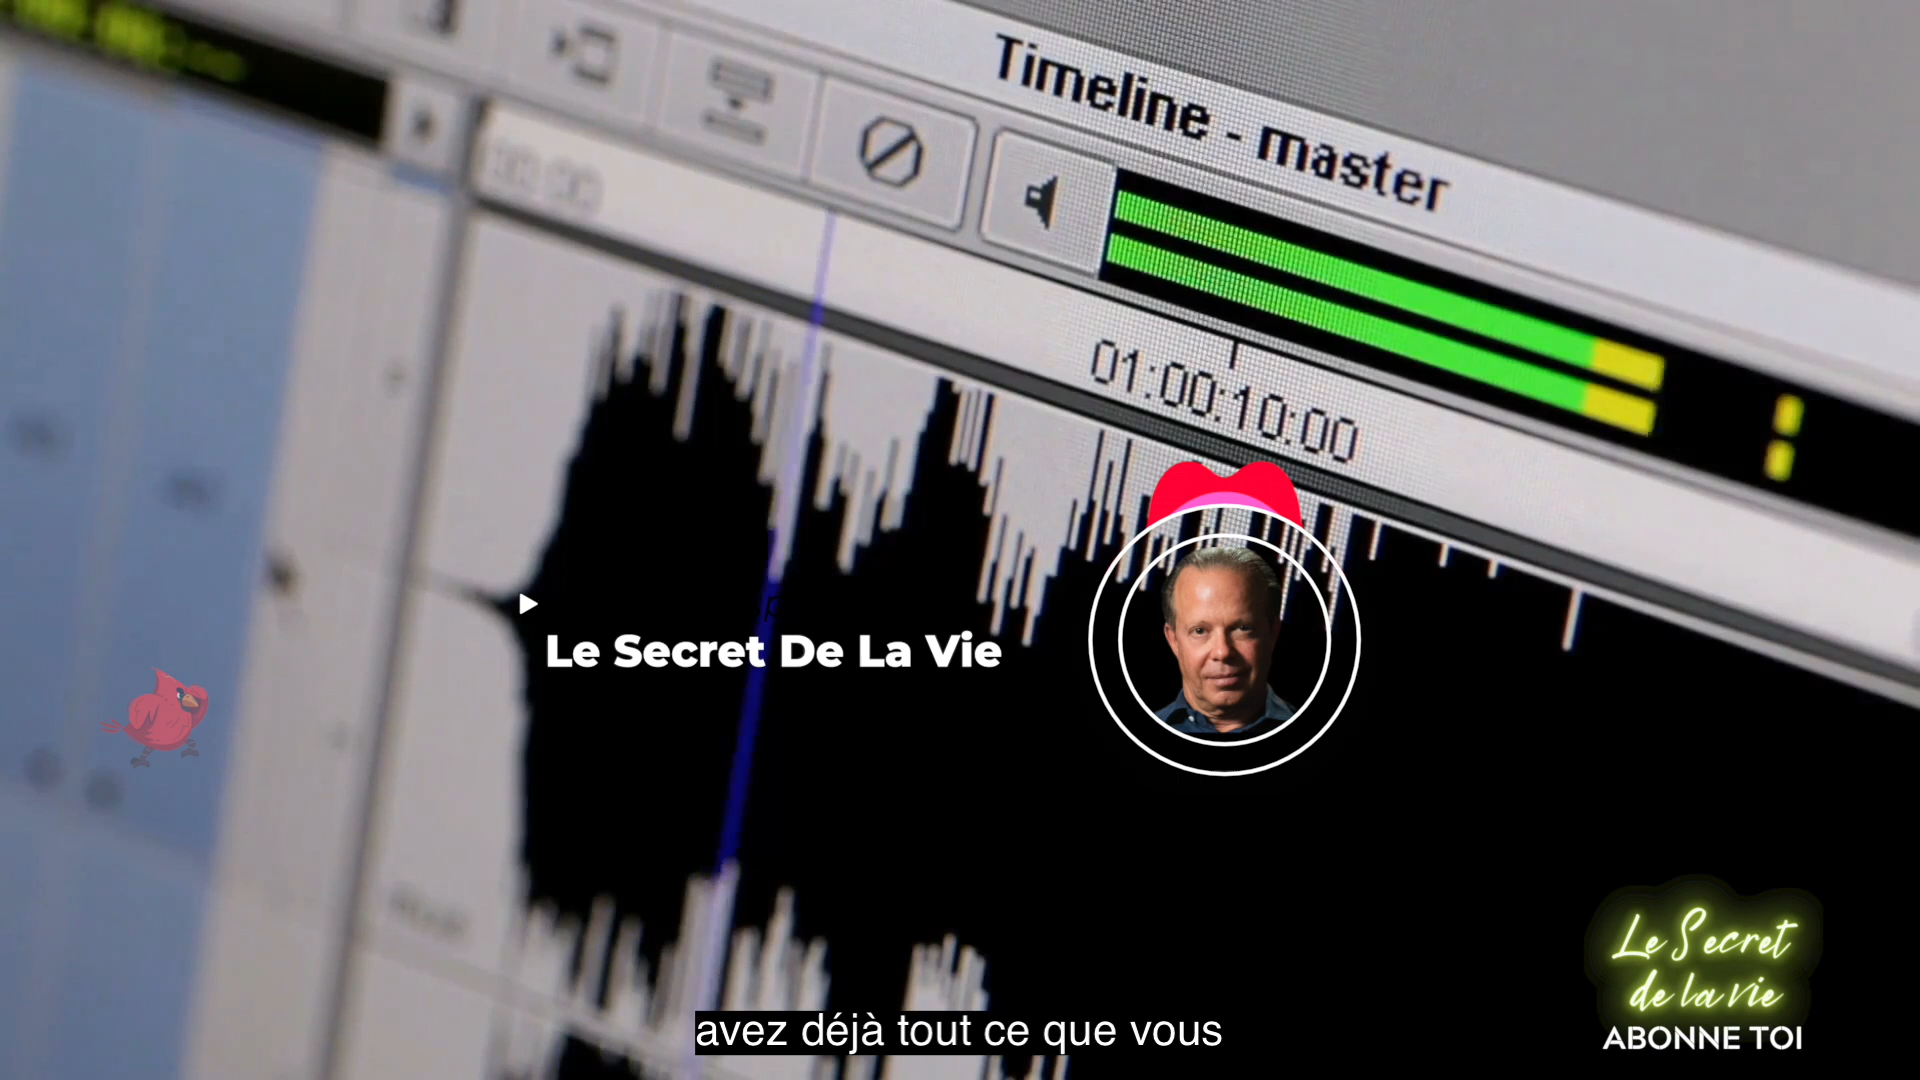 Timeline - master
01:00:10:00
Le Secret De La Vie
Le Secret
de la vie
ABONNE TOI
avez déjà tout ce que vous